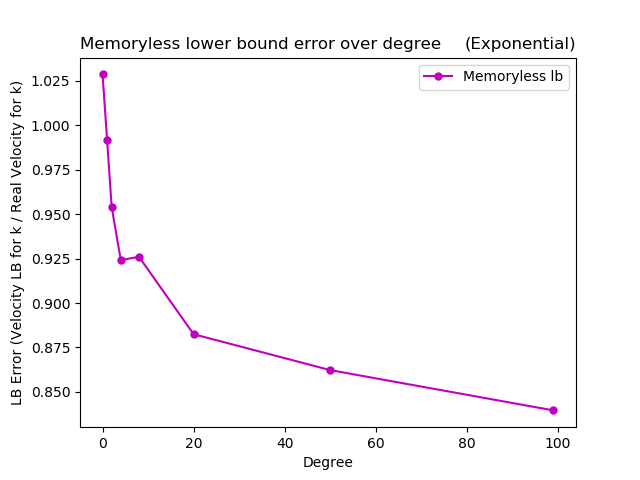 Memoryless lower bound error over degree (Exponential)
Memoryless lb
LB Error (Velocity LB for k / Real Velocity for k)
1.025
1.000
0.975
0.950
0.925
0.900
0.875
0.850
0 20 40 60 80 100
Degree